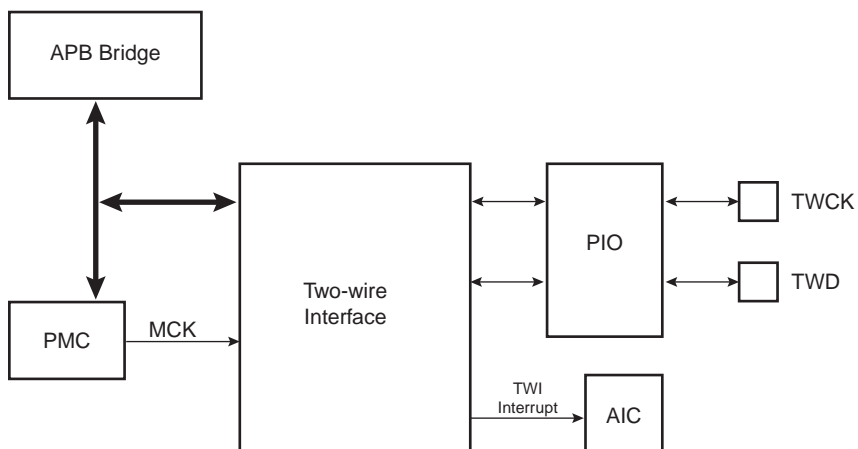 APB Bridge
TWCK
PIO
TWD
Two-wire
Interface
MCK
PMC
TWI
Interrupt
AIC